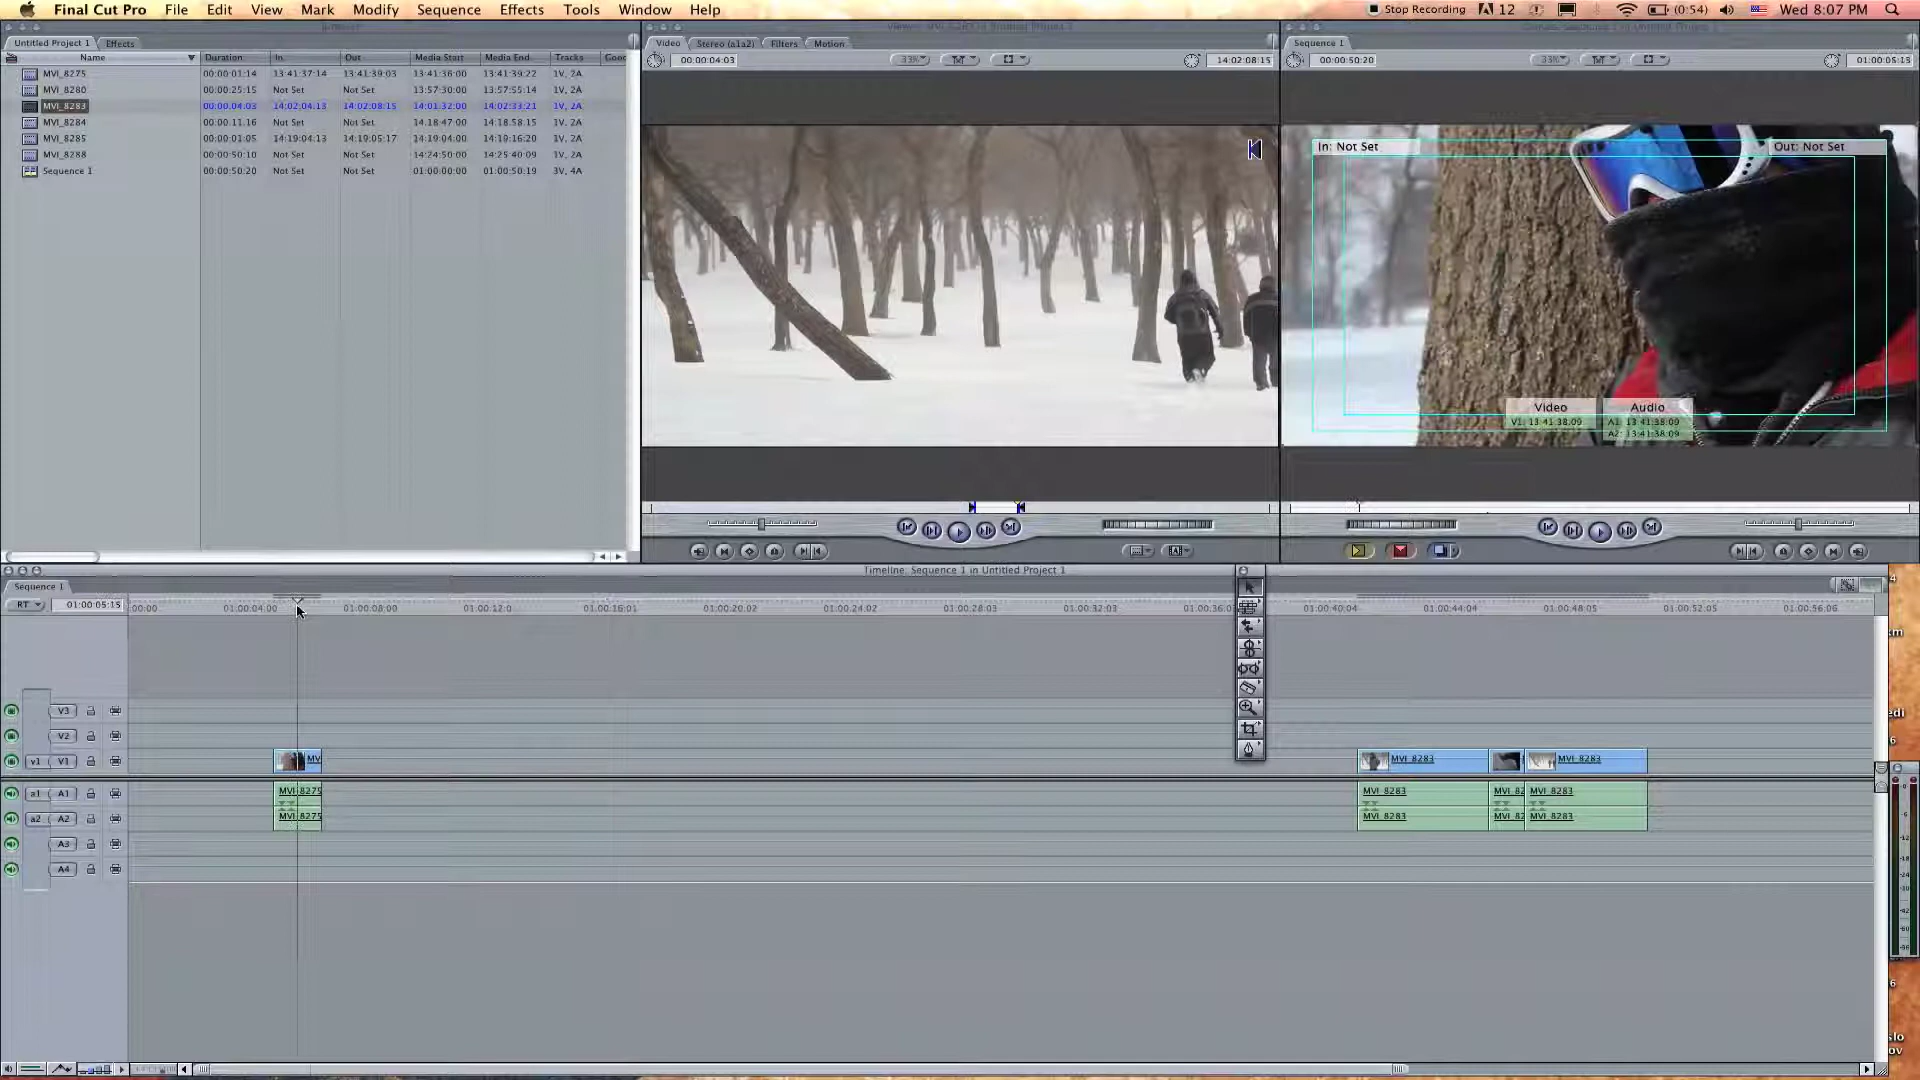 Final Cut Pro File Edit View Mark Modify Sequence Effects Tools Window Help Stop Recording 12 (0:54) Wed 8:07 PM
Untitled Project 1 Effects
Name Duration In Out Media Start Media End Tracks Good
MVI_8275 00:00:01:14 13:41:37:14 13:41:39:03 13:41:36:00 13:41:39:22 1V, 2A
MVI_8280 00:00:25:15 Not Set Not Set 13:57:30:00 13:57:55:14 1V, 2A
MVI_8283 00:00:04:03 14:02:04:13 14:02:08:15 14:01:32:00 14:02:33:21 1V, 2A
MVI_8284 00:00:11:16 Not Set Not Set 14:18:47:00 14:18:58:15 1V, 2A
MVI_8285 00:00:01:05 14:19:04:13 14:19:05:17 14:19:04:00 14:19:16:20 1V, 2A
MVI_8288 00:00:50:10 Not Set Not Set 14:24:50:00 14:25:40:09 1V, 2A
Sequence 1 00:00:50:20 Not Set Not Set 01:00:00:00 01:00:50:19 3V, 4A
Video Stereo (a1a2) Filters Motion
00:00:04:03 33% 14:02:08:15
Sequence 1
00:00:50:20 33% 01:00:05:15
In: Not Set Out: Not Set
Video Audio
V1: 13:41:38:09 A1: 13:41:38:09
A2: 13:41:38:09
Timeline: Sequence 1 in Untitled Project 1
Sequence 1
RT 01:00:05:15 :00:00 01:00:04:00 01:00:08:00 01:00:12:0 01:00:16:01 01:00:20:02 01:00:24:02 01:00:28:03 01:00:32:03 01:00:36:0 01:00:40:04 01:00:44:04 01:00:48:05 01:00:52:05 01:00:56:06
V3
V2
v1 V1 MV MVI_8283 MVI_8283
a1 A1 MVI_8275 MVI_8283 MVI_82 MVI_8283
a2 A2 MVI_8275 MVI_8283 MVI_82 MVI_8283
A3
A4